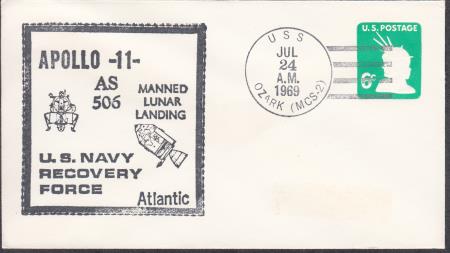 APOLLO -11-
AS
506
MANNED
LUNAR
LANDING
U.S. NAVY
RECOVERY
FORCE
Atlantic
USS
JUL
24
A.M.
1969
OZARK (MCS-2)
U.S. POSTAGE
6¢